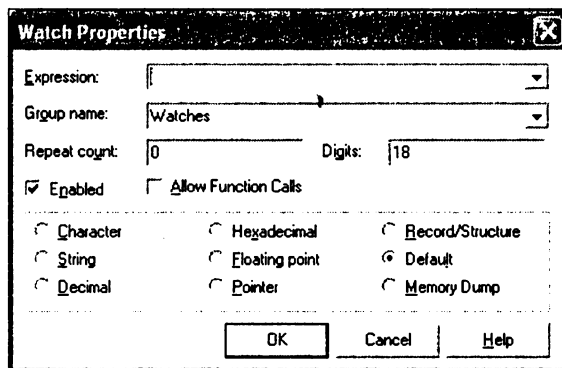 Watch Properties
Expression:
Group name: Watches
Repeat count: 0 Digits: 18
Enabled Allow Function Calls
Character Hexadecimal Record/Structure
String Floating point Default
Decimal Pointer Memory Dump
OK Cancel Help